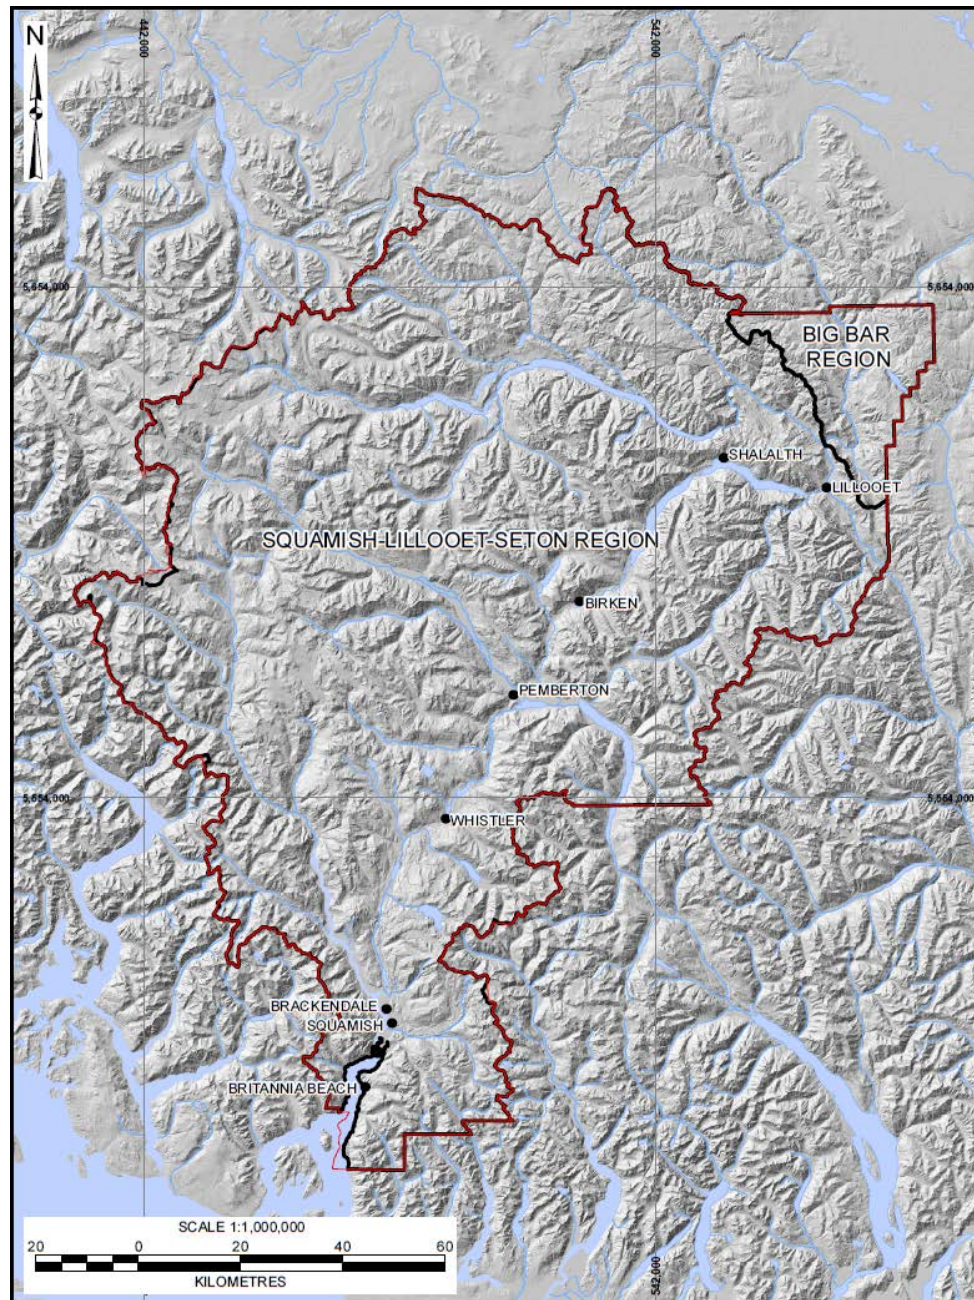 N
442,000
542,000
5,654,000
5,654,000
BIG BAR
REGION
SHALALTH
LILLOOET
SQUAMISH-LILLOOET-SETON REGION
BIRKEN
PEMBERTON
5,554,000
5,554,000
WHISTLER
BRACKENDALE
SQUAMISH
BRITANNIA BEACH
SCALE 1:1,000,000
20 0 20 40 60
KILOMETRES
442,000
542,000